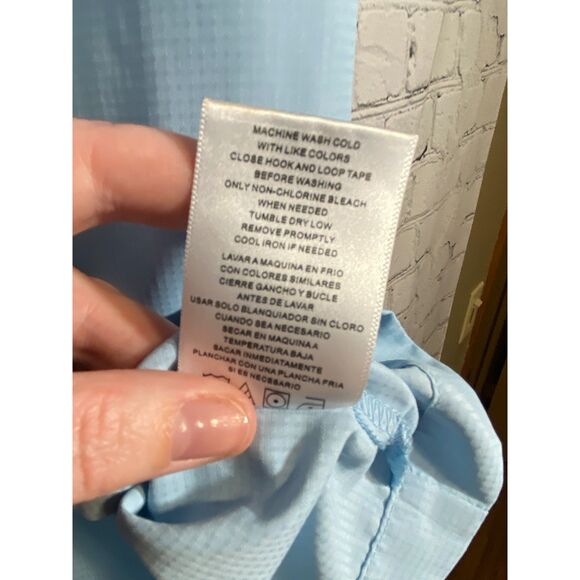 MACHINE WASH COLD
WITH LIKE COLORS
CLOSE HOOK AND LOOP TAPE
BEFORE WASHING
ONLY NON-CHLORINE BLEACH
WHEN NEEDED
TUMBLE DRY LOW
REMOVE PROMPTLY
COOL IRON IF NEEDED
LAVAR A MAQUINA EN FRIO
CON COLORES SIMILARES
CIERRE GANCHO Y BUCLE
ANTES DE LAVAR
USAR SOLO BLANQUIADOR SIN CLORO
CUANDO SEA NECESARIO
SECAR EN MAQUINA A
TEMPERATURA BAJA
SACAR INMEDIATAMENTE
PLANCHAR CON UNA PLANCHA FRIA
SI ES NECESSARIO